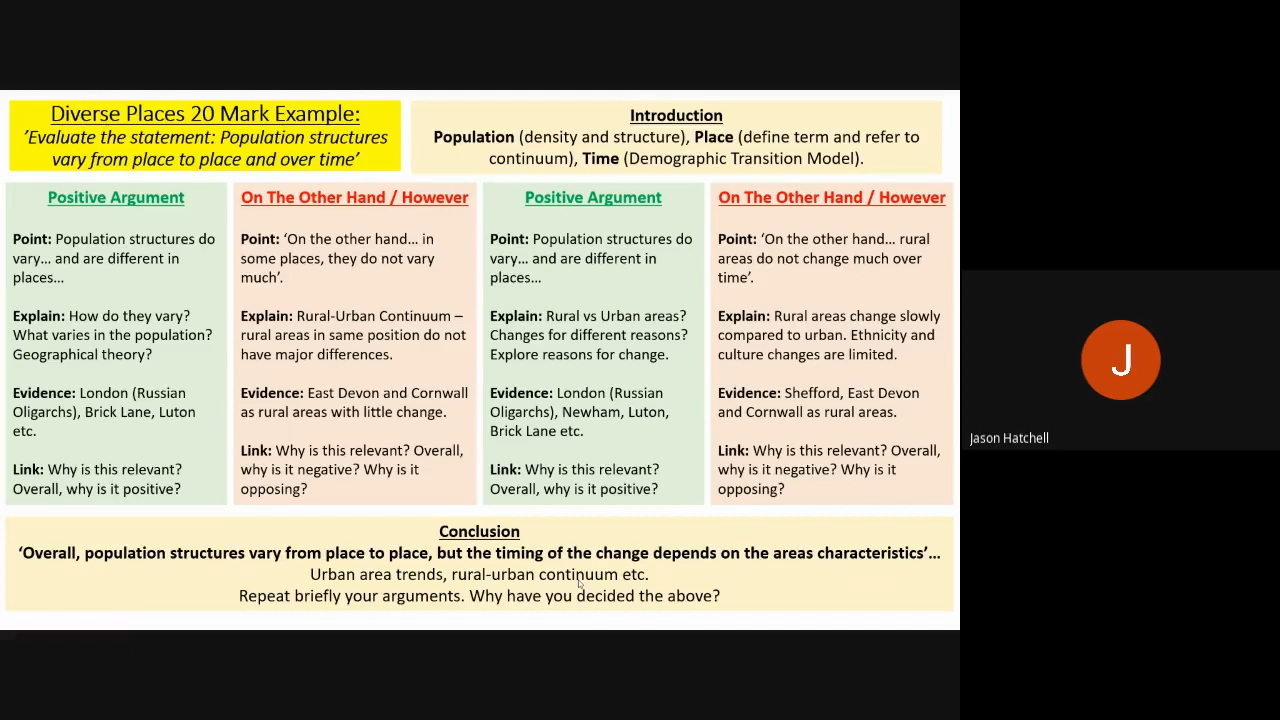 Diverse Places 20 Mark Example:
’Evaluate the statement: Population structures
vary from place to place and over time’
Introduction
Population (density and structure), Place (define term and refer to
continuum), Time (Demographic Transition Model).
Positive Argument
Point: Population structures do
vary… and are different in
places…
Explain: How do they vary?
What varies in the population?
Geographical theory?
Evidence: London (Russian
Oligarchs), Brick Lane, Luton
etc.
Link: Why is this relevant?
Overall, why is it positive?
On The Other Hand / However
Point: ‘On the other hand… in
some places, they do not vary
much’.
Explain: Rural-Urban Continuum –
rural areas in same position do not
have major differences.
Evidence: East Devon and Cornwall
as rural areas with little change.
Link: Why is this relevant? Overall,
why is it negative? Why is it
opposing?
Positive Argument
Point: Population structures do
vary… and are different in
places…
Explain: Rural vs Urban areas?
Changes for different reasons?
Explore reasons for change.
Evidence: London (Russian
Oligarchs), Newham, Luton,
Brick Lane etc.
Link: Why is this relevant?
Overall, why is it positive?
On The Other Hand / However
Point: ‘On the other hand… rural
areas do not change much over
time’.
Explain: Rural areas change slowly
compared to urban. Ethnicity and
culture changes are limited.
Evidence: Shefford, East Devon
and Cornwall as rural areas.
Link: Why is this relevant? Overall,
why is it negative? Why is it
opposing?
Conclusion
‘Overall, population structures vary from place to place, but the timing of the change depends on the areas characteristics’…
Urban area trends, rural-urban continuum etc.
Repeat briefly your arguments. Why have you decided the above?
J
Jason Hatchell